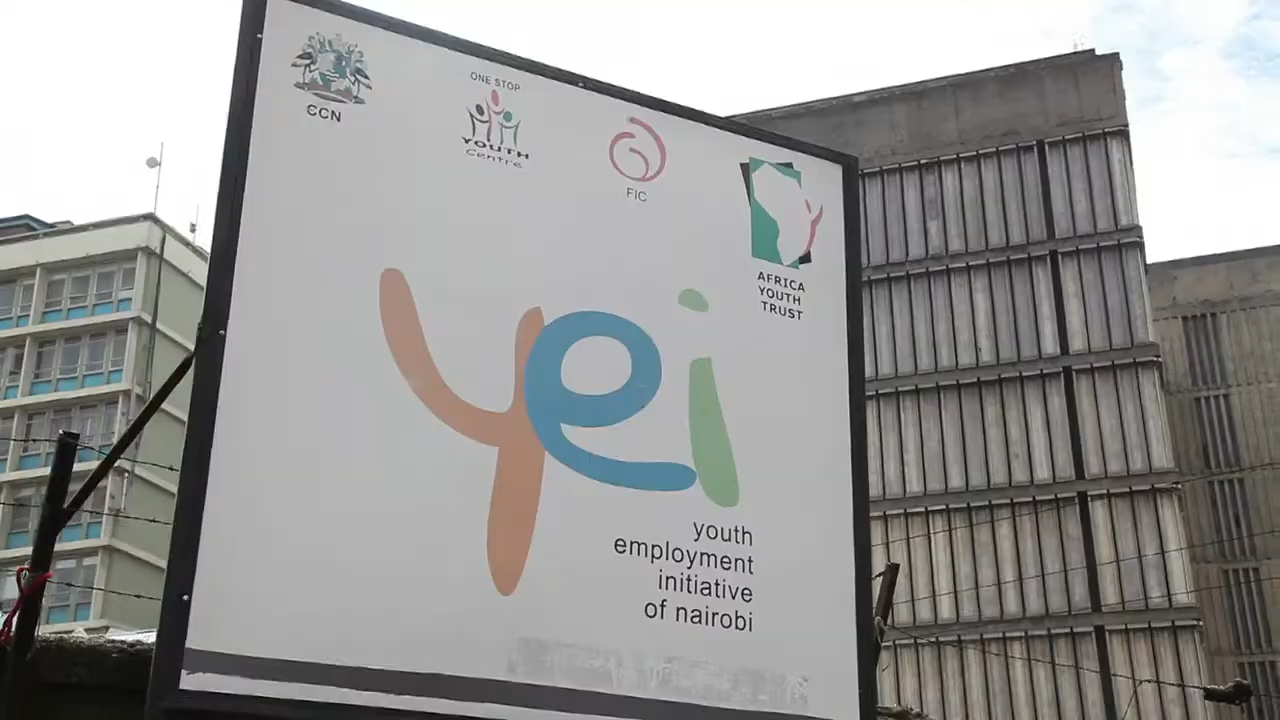 CCN
ONE STOP
YOUTH
Centre
FIC
AFRICA
YOUTH
TRUST
yei
youth
employment
initiative
of nairobi